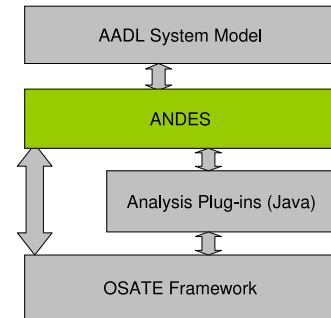 AADL System Model
ANDES
Analysis Plug-ins (Java)
OSATE Framework